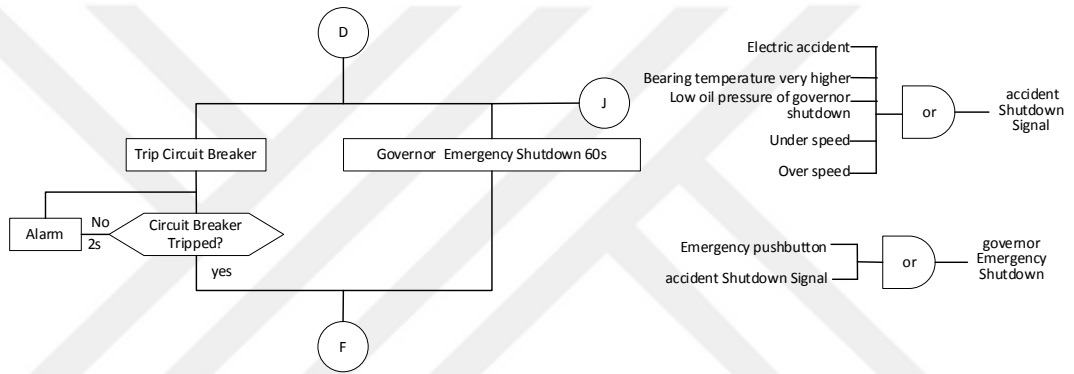 D
J
Trip Circuit Breaker
Governor Emergency Shutdown 60s
Alarm
No
2s
Circuit Breaker
Tripped?
yes
F
Electric accident
Bearing temperature very higher
Low oil pressure of governor
shutdown
Under speed
Over speed
or
accident
Shutdown
Signal
Emergency pushbutton
accident Shutdown Signal
or
governor
Emergency
Shutdown